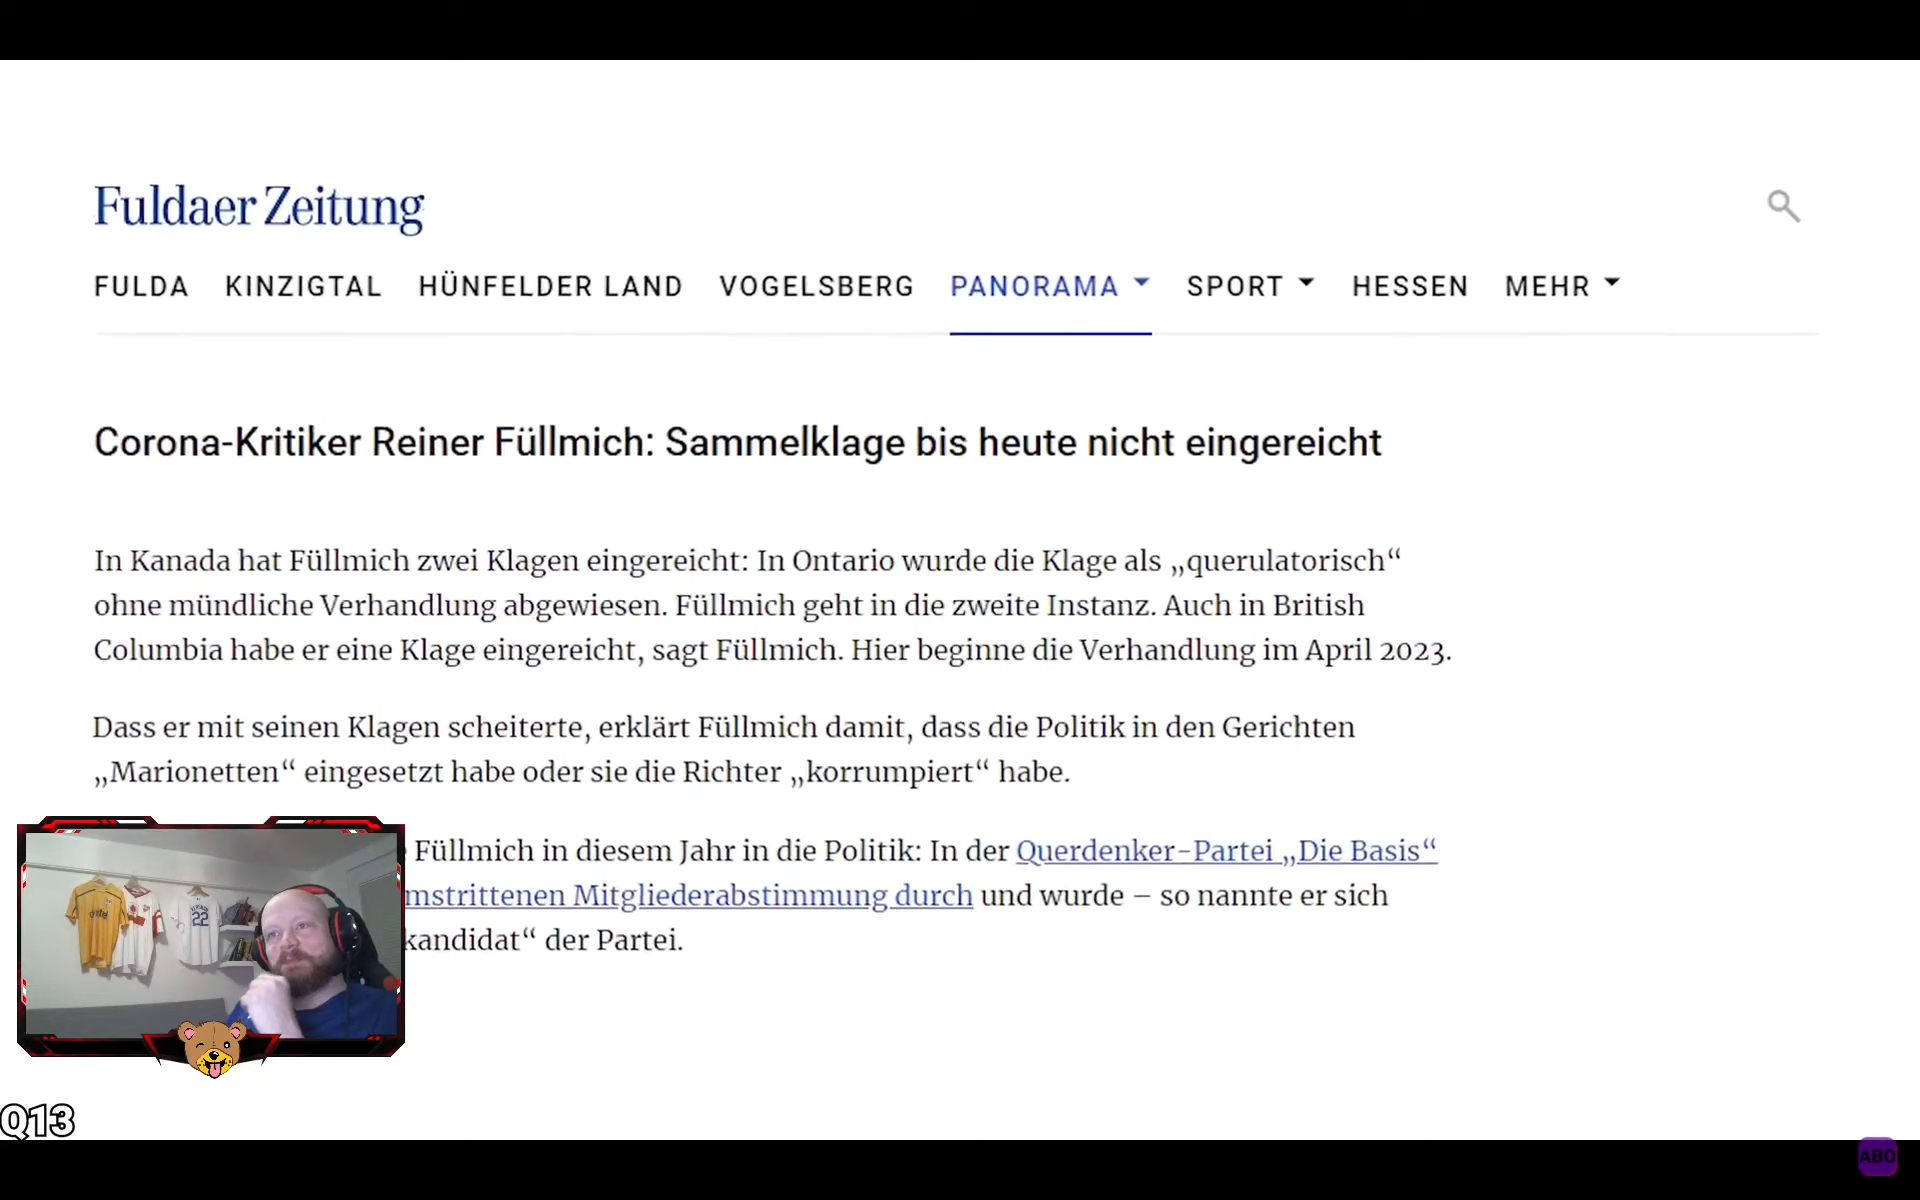 Fuldaer Zeitung
FULDA KINZIGTAL HÜNFELDER LAND VOGELSBERG PANORAMA SPORT HESSEN MEHR
Corona-Kritiker Reiner Füllmich: Sammelklage bis heute nicht eingereicht
In Kanada hat Füllmich zwei Klagen eingereicht: In Ontario wurde die Klage als „querulatorisch“
ohne mündliche Verhandlung abgewiesen. Füllmich geht in die zweite Instanz. Auch in British
Columbia habe er eine Klage eingereicht, sagt Füllmich. Hier beginne die Verhandlung im April 2023.
Dass er mit seinen Klagen scheiterte, erklärt Füllmich damit, dass die Politik in den Gerichten
„Marionetten“ eingesetzt habe oder sie die Richter „korrumpiert“ habe.
Füllmich in diesem Jahr in die Politik: In der Querdenker-Partei „Die Basis“
mstrittenen Mitgliederabstimmung durch und wurde – so nannte er sich
kandidat“ der Partei.
22
Q13
ABO